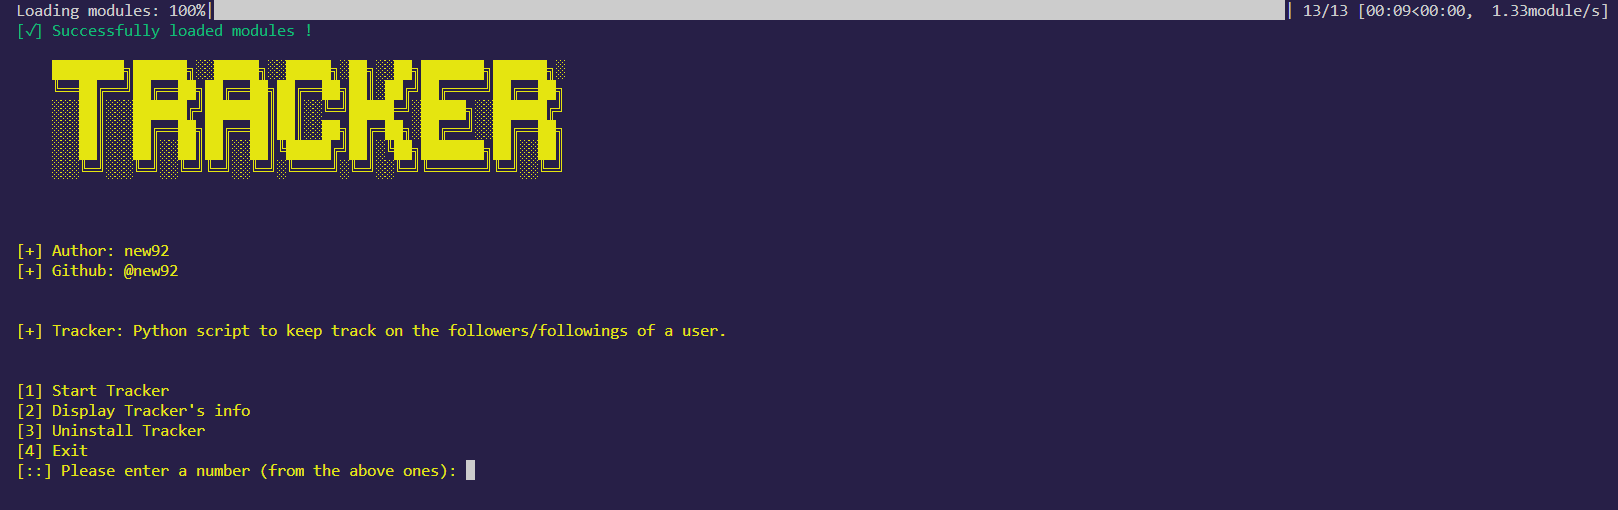 Loading modules: 100%| | 13/13 [00:09<00:00, 1.33module/s]
[√] Successfully loaded modules !
TRACKER
[+] Author: new92
[+] Github: @new92
[+] Tracker: Python script to keep track on the followers/followings of a user.
[1] Start Tracker
[2] Display Tracker's info
[3] Uninstall Tracker
[4] Exit
[::] Please enter a number (from the above ones):